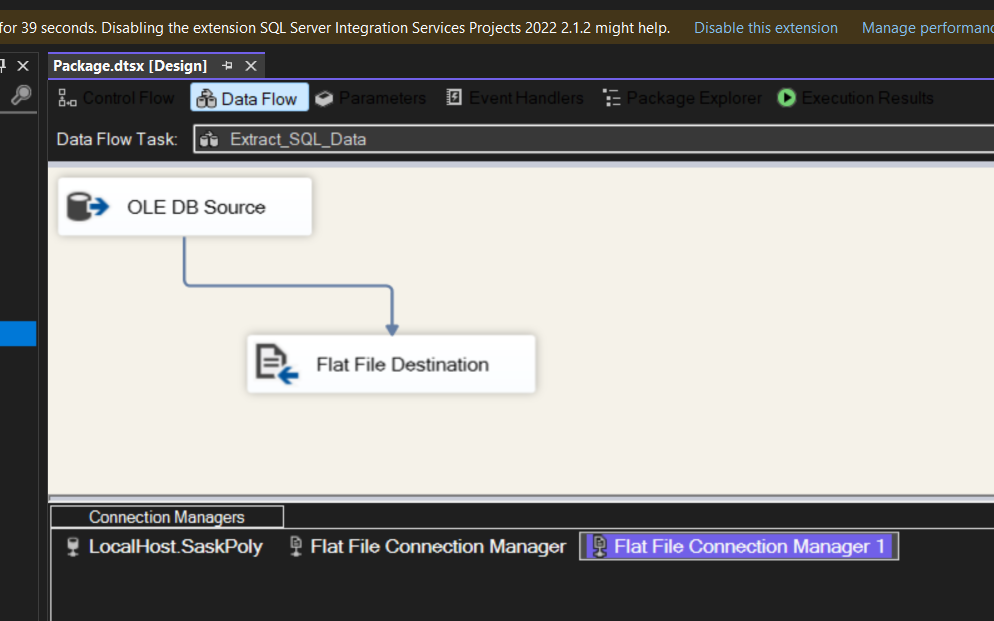 for 39 seconds. Disabling the extension SQL Server Integration Services Projects 2022 2.1.2 might help. Disable this extension Manage performanc
Package.dtsx [Design]
Control Flow Data Flow Parameters Event Handlers Package Explorer Execution Results
Data Flow Task: Extract_SQL_Data
OLE DB Source
Flat File Destination
Connection Managers
LocalHost.SaskPoly Flat File Connection Manager Flat File Connection Manager 1